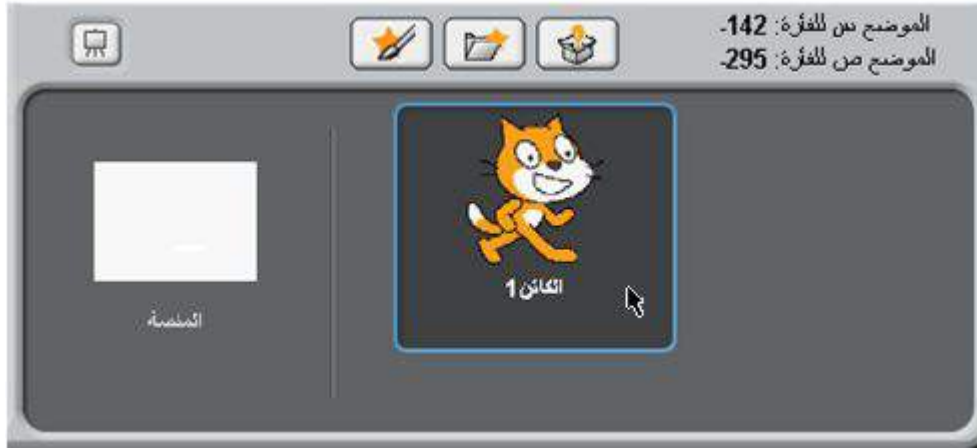 الموضع س للفأرة: 142-
الموضع ص للفأرة: 295-
الكائن1
المنصة